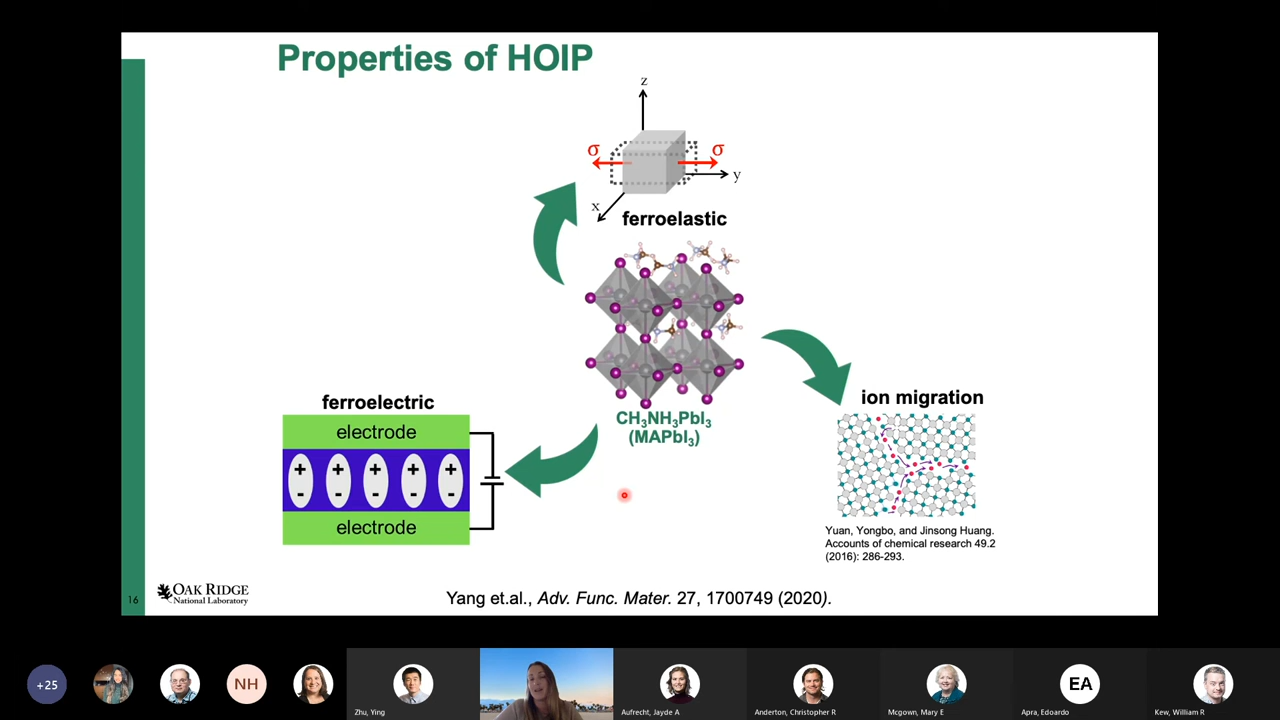 Properties of HOIP
z
σ
σ
y
x
ferroelastic
CH₃NH₃PbI₃
(MAPbI₃)
ferroelectric
electrode
+ + + + +
- - - - -
electrode
ion migration
Yuan, Yongbo, and Jinsong Huang.
Accounts of chemical research 49.2
(2016): 286-293.
16
OAK RIDGE
National Laboratory
Yang et.al., Adv. Func. Mater. 27, 1700749 (2020).
+25
NH
EA
Zhu, Ying
Aufrecht, Jayde A
Anderton, Christopher R
Mcgown, Mary E
Apra, Edoardo
Kew, William R